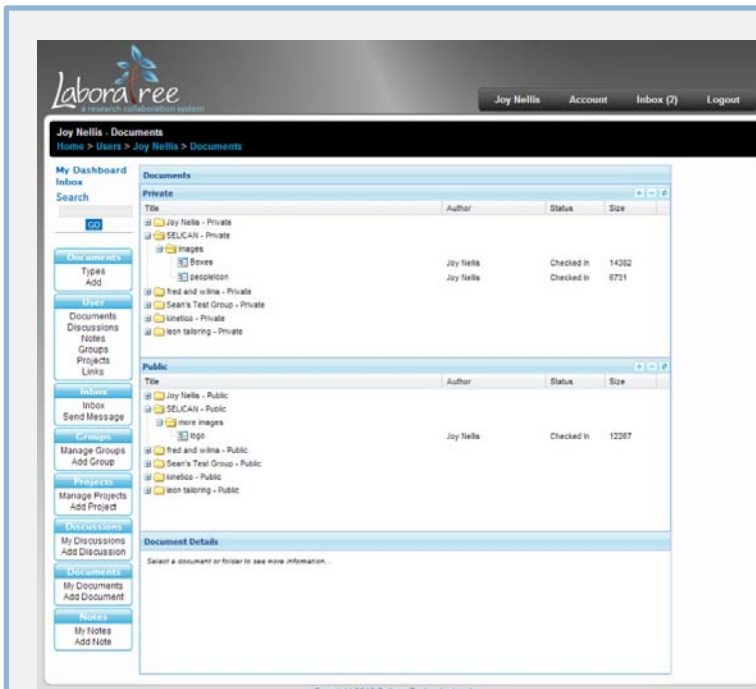 Laboratree
a research collaboration system
Joy Nellis Account Inbox (2) Logout
Joy Nellis - Documents
Home > Users > Joy Nellis > Documents
My Dashboard
Inbox
Search
GO
Documents
Types
Add
User
Documents
Discussions
Notes
Groups
Projects
Links
Inbox
Inbox
Send Message
Groups
Manage Groups
Add Group
Projects
Manage Projects
Add Project
Discussions
My Discussions
Add Discussion
Documents
My Documents
Add Document
Notes
My Notes
Add Note
Documents
Private
Title Author Status Size
Joy Nellis - Private
SELICAN - Private
images
Boxes Joy Nellis Checked In 14382
peopleIcon Joy Nellis Checked In 6731
fred and wilma - Private
Sean's Test Group - Private
kinetico - Private
leon tailoring - Private
Public
Title Author Status Size
Joy Nellis - Public
SELICAN - Public
more images
logo Joy Nellis Checked In 12267
fred and wilma - Public
Sean's Test Group - Public
kinetico - Public
leon tailoring - Public
Document Details
Select a document or folder to see more information...